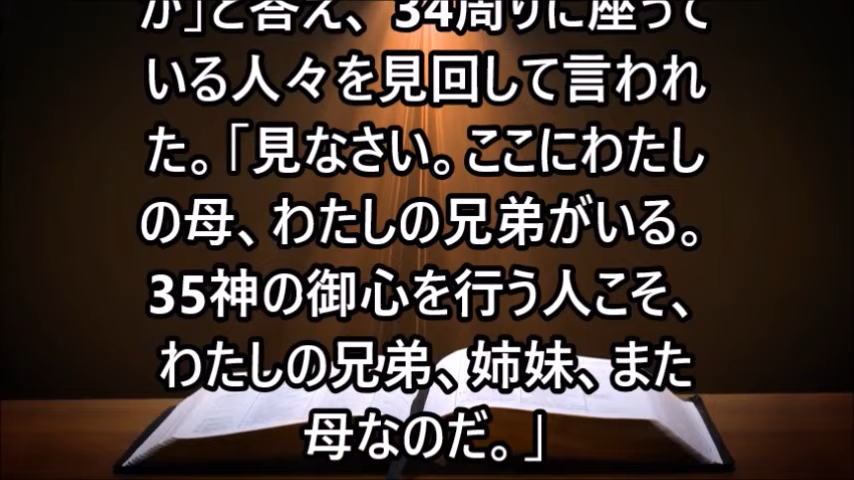 か」と答え、34周りに座って
いる人々を見回して言われ
た。「見なさい。ここにわたし
の母、わたしの兄弟がいる。
35神の御心を行う人こそ、
わたしの兄弟、姉妹、また
母なのだ。」